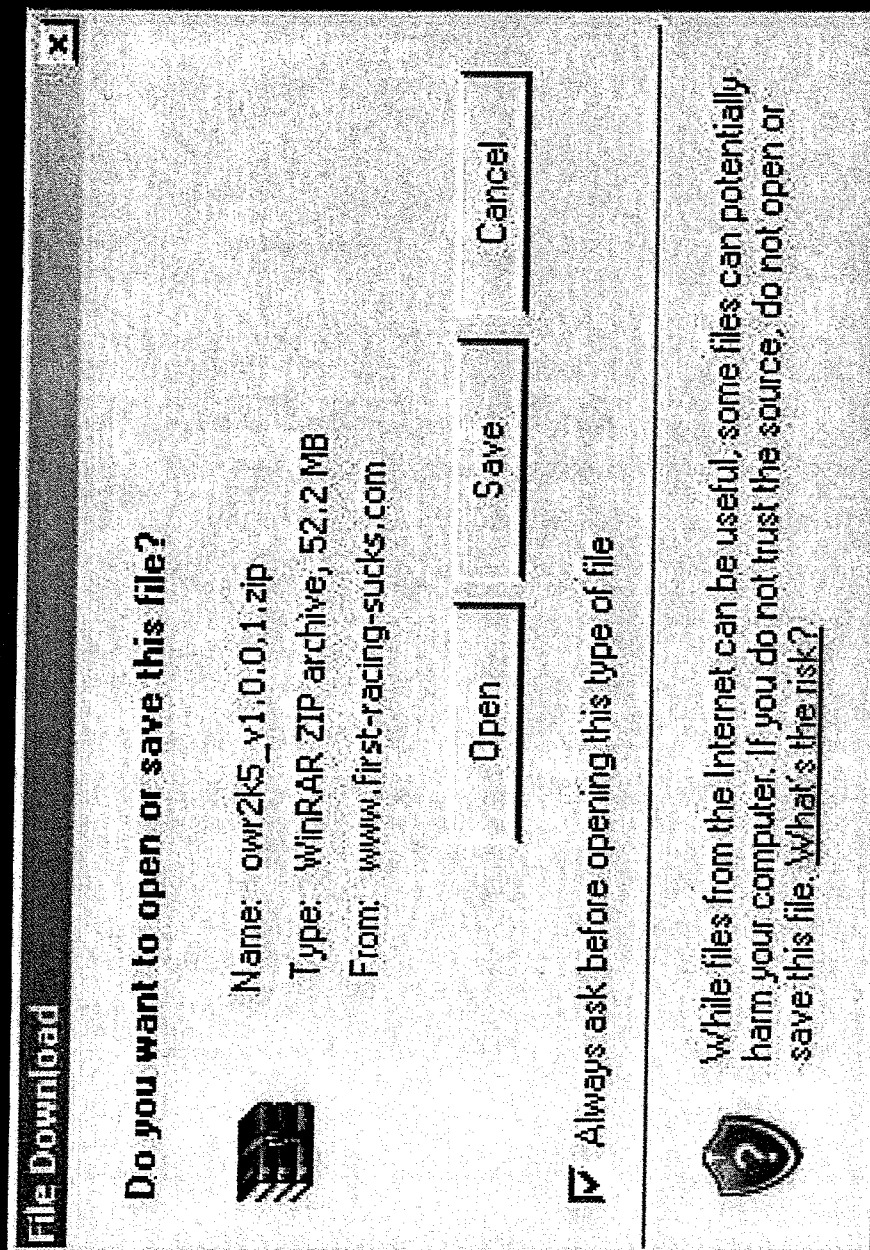 File Download
Do you want to open or save this file?
Name: owr2k5_v1.0.0.1.zip
Type: WinRAR ZIP archive, 52.2 MB
From: www.first-racing-sucks.com
Open Save Cancel
Always ask before opening this type of file
While files from the Internet can be useful, some files can potentially
harm your computer. If you do not trust the source, do not open or
save this file. What's the risk?